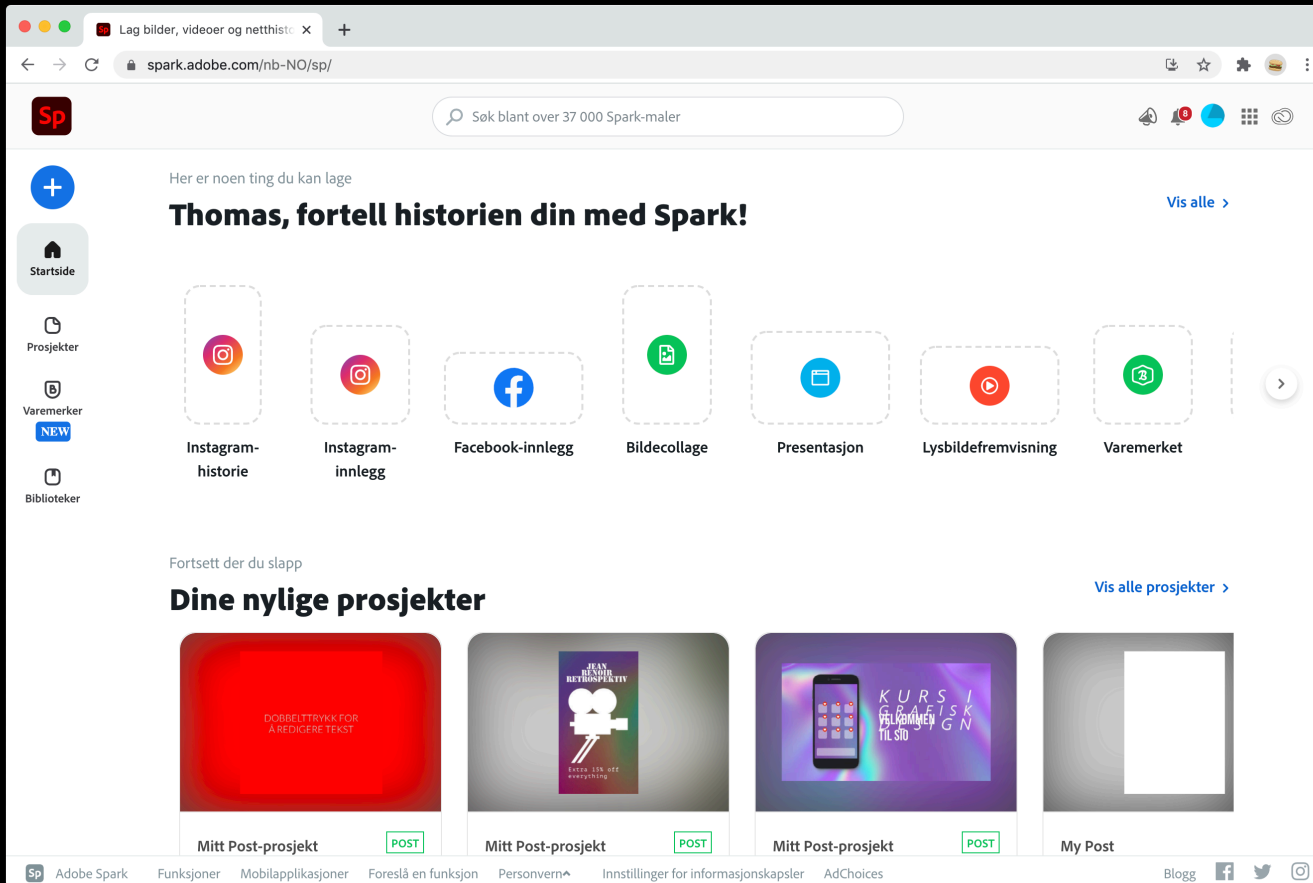 Sp Lag bilder, videoer og netthisto
spark.adobe.com/nb-NO/sp/
Sp
Søk blant over 37 000 Spark-maler
8
Startside
Prosjekter
Varemerker
NEW
Biblioteker
Her er noen ting du kan lage
Thomas, fortell historien din med Spark!
Vis alle
Instagram-
historie
Instagram-
innlegg
Facebook-innlegg
Bildecollage
Presentasjon
Lysbildefremvisning
Varemerket
Fortsett der du slapp
Dine nylige prosjekter
Vis alle prosjekter
DOBBELTTRYKK FOR
Å REDIGERE TEKST
JEAN
RENOIR
RETROSPEKTIV
Extra 15% off
everything
KURS I
GRAFISK
DESIGN
VELKOMMEN
TIL SIO
Mitt Post-prosjekt POST
Mitt Post-prosjekt POST
Mitt Post-prosjekt POST
My Post
Sp Adobe Spark Funksjoner Mobilapplikasjoner Foreslå en funksjon Personvern Innstillinger for informasjonskapsler AdChoices Blogg